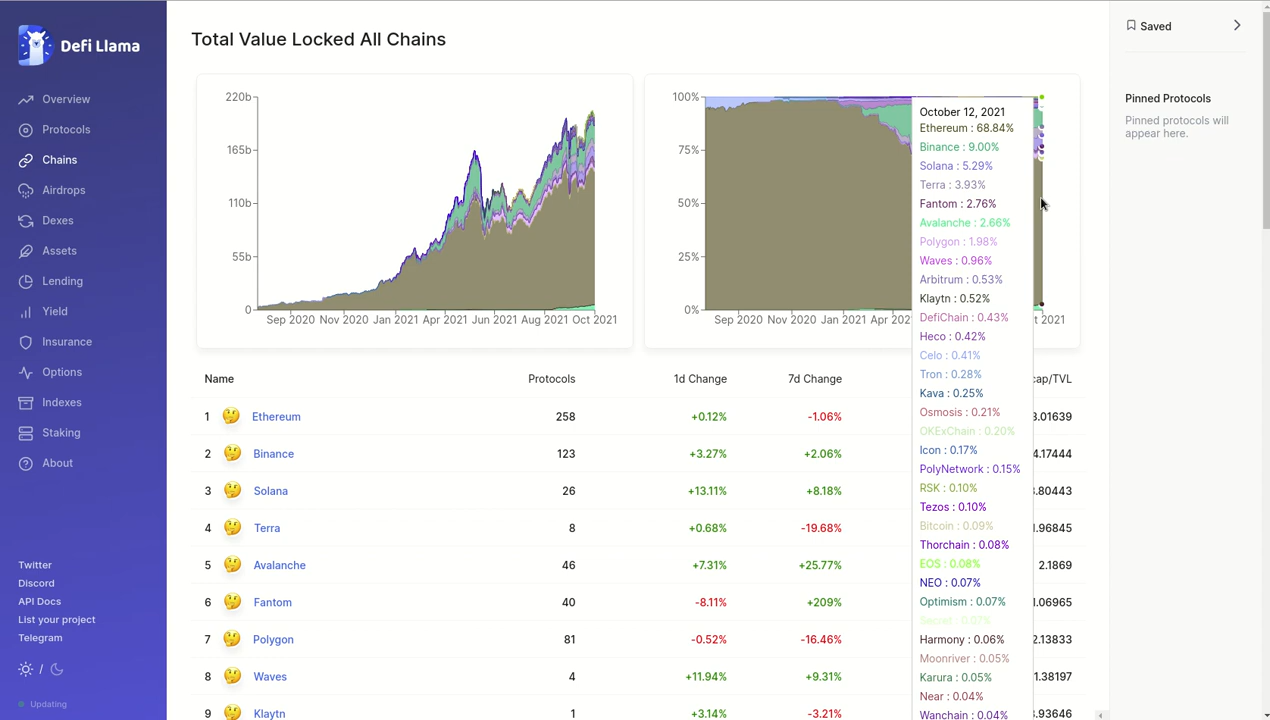 Defi Llama
Overview
Protocols
Chains
Airdrops
Dexes
Assets
Lending
Yield
Insurance
Options
Indexes
Staking
About
Twitter
Discord
API Docs
List your project
Telegram
/
Updating
Total Value Locked All Chains
220b
165b
110b
55b
0
Sep 2020 Nov 2020 Jan 2021 Apr 2021 Jun 2021 Aug 2021 Oct 2021
100%
75%
50%
25%
0%
Sep 2020 Nov 2020 Jan 2021 Apr 202 t 2021
October 12, 2021
Ethereum : 68.84%
Binance : 9.00%
Solana : 5.29%
Terra : 3.93%
Fantom : 2.76%
Avalanche : 2.66%
Polygon : 1.98%
Waves : 0.96%
Arbitrum : 0.53%
Klaytn : 0.52%
DefiChain : 0.43%
Heco : 0.42%
Celo : 0.41%
Tron : 0.28%
Kava : 0.25%
Osmosis : 0.21%
OKExChain : 0.20%
Icon : 0.17%
PolyNetwork : 0.15%
RSK : 0.10%
Tezos : 0.10%
Bitcoin : 0.09%
Thorchain : 0.08%
EOS : 0.08%
NEO : 0.07%
Optimism : 0.07%
Secret : 0.07%
Harmony : 0.06%
Moonriver : 0.05%
Karura : 0.05%
Near : 0.04%
Wanchain : 0.04%
Name Protocols 1d Change 7d Change cap/TVL
1 Ethereum 258 +0.12% -1.06% .01639
2 Binance 123 +3.27% +2.06% .17444
3 Solana 26 +13.11% +8.18% .80443
4 Terra 8 +0.68% -19.68% .96845
5 Avalanche 46 +7.31% +25.77% 2.1869
6 Fantom 40 -8.11% +209% .06965
7 Polygon 81 -0.52% -16.46% 2.13833
8 Waves 4 +11.94% +9.31% .38197
9 Klaytn 1 +3.14% -3.21% .93646
Saved
Pinned Protocols
Pinned protocols will
appear here.